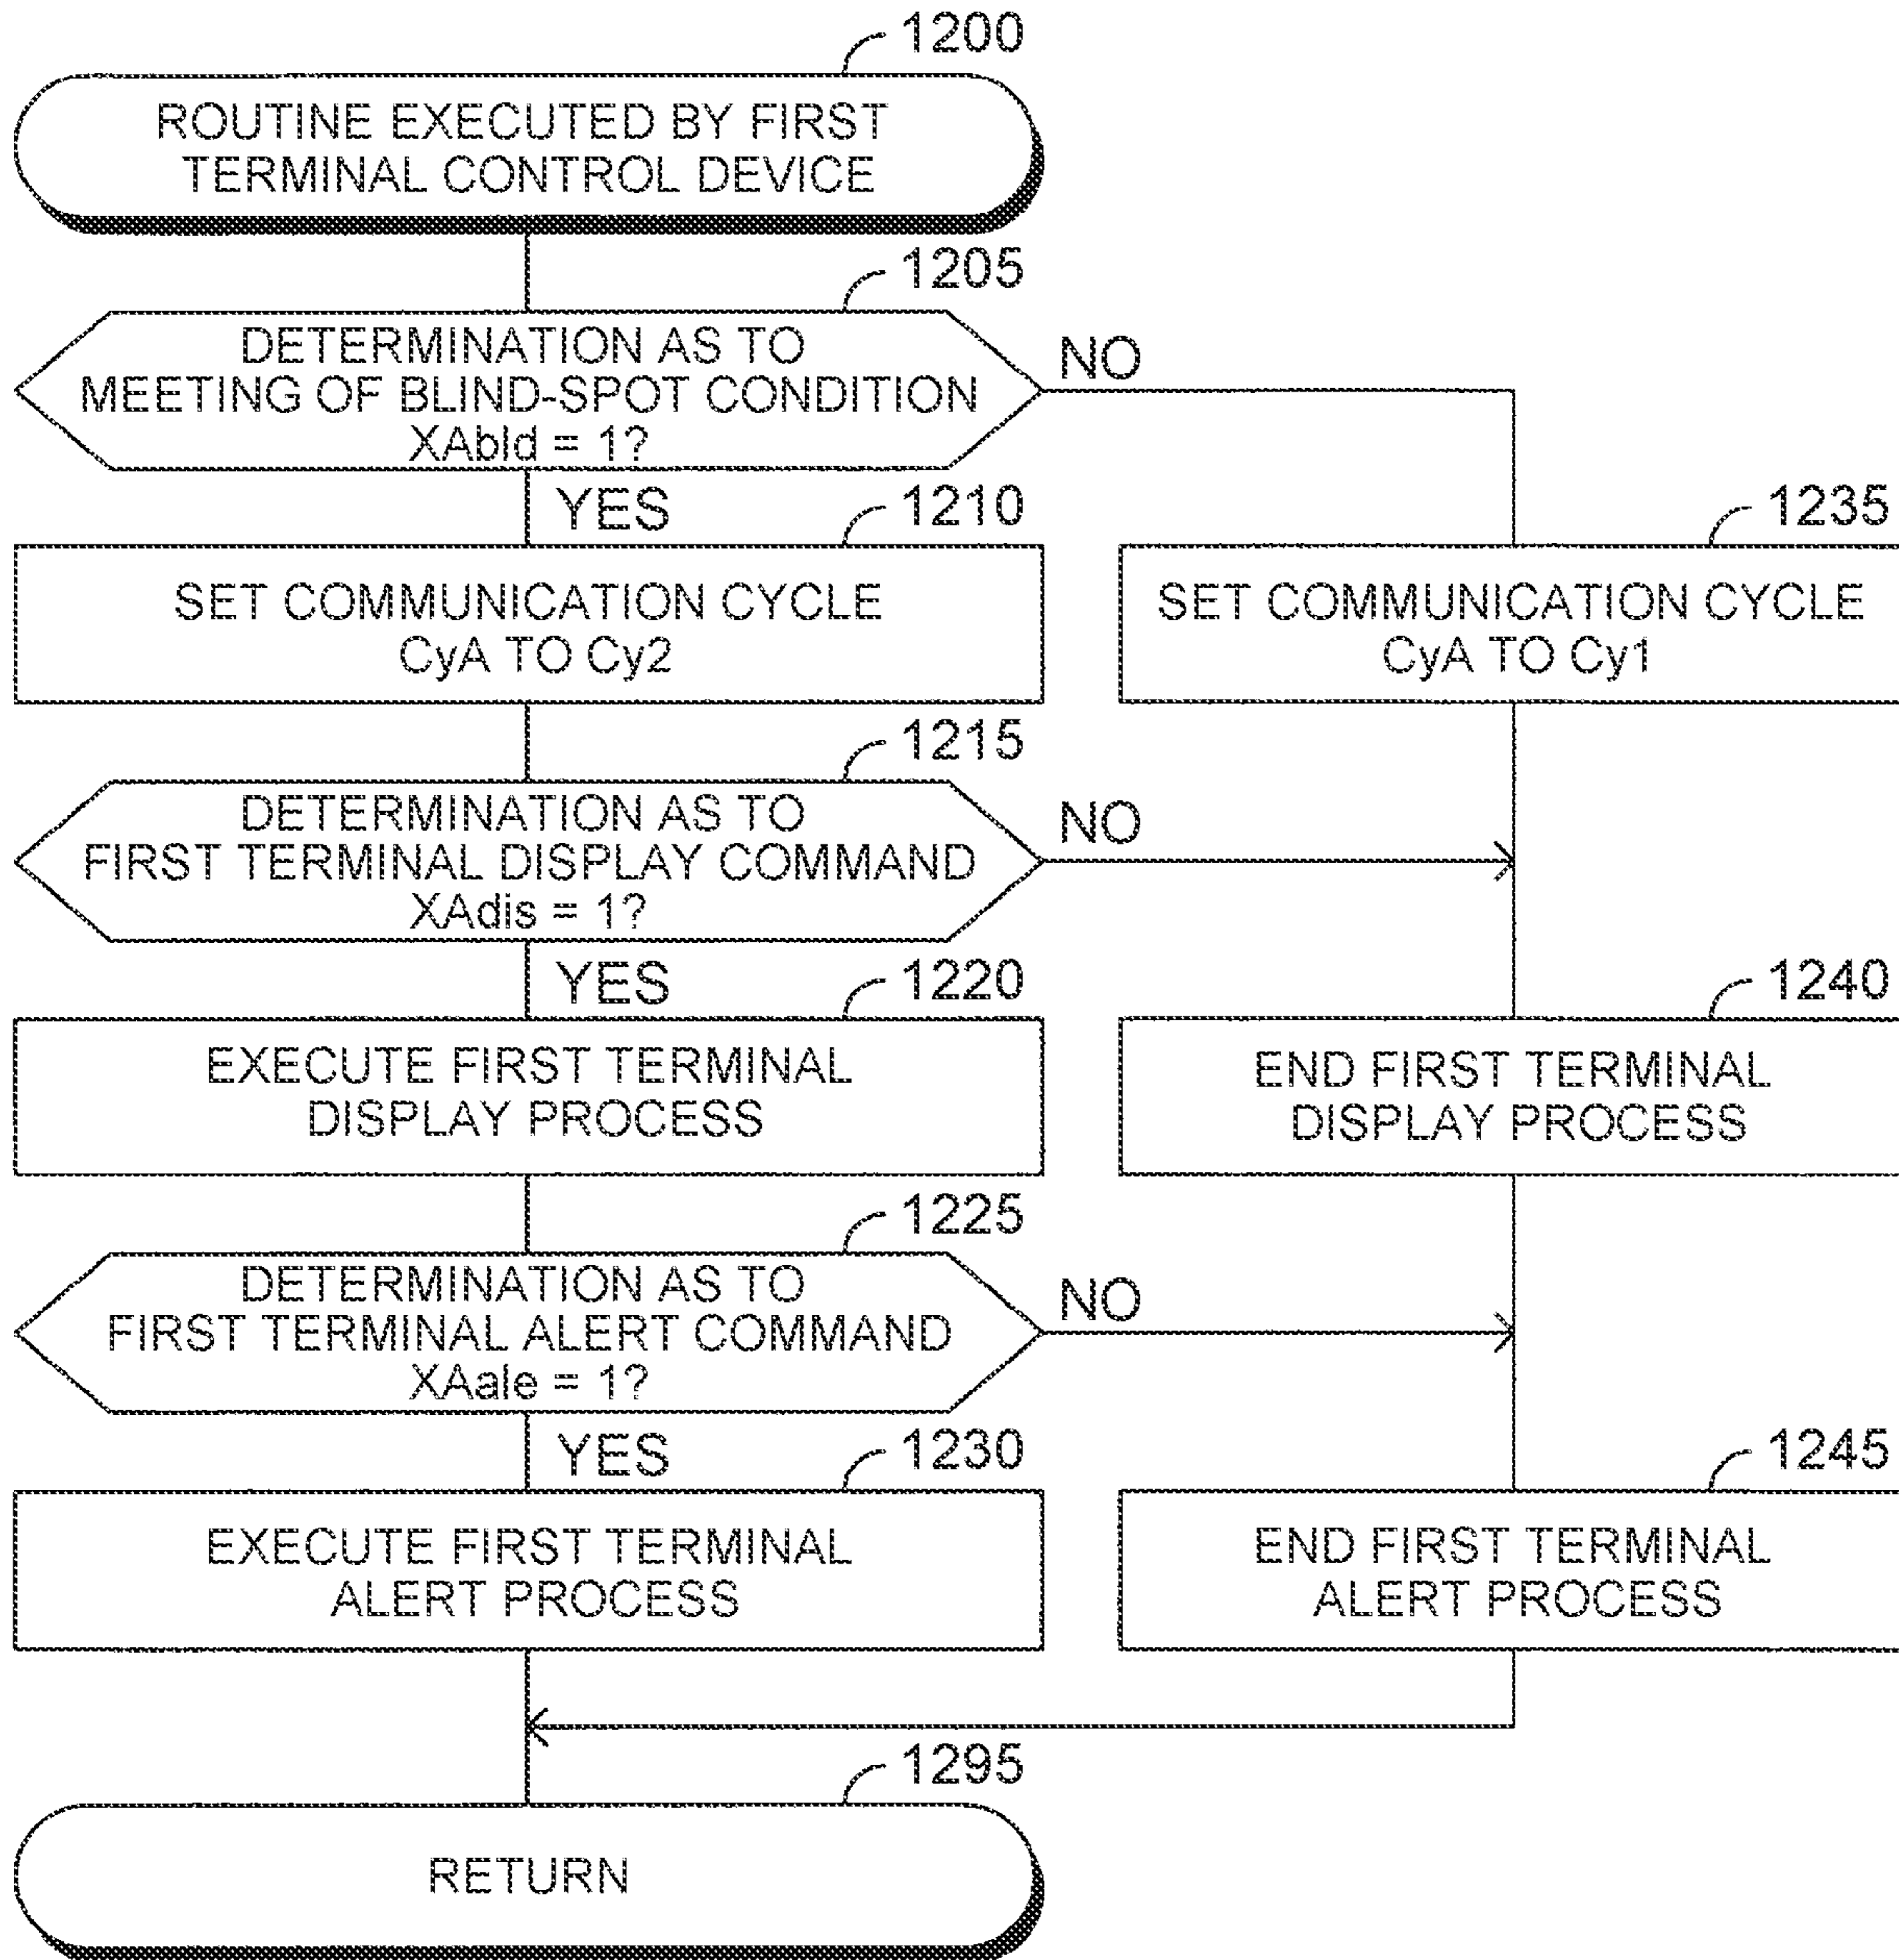 1200
ROUTINE EXECUTED BY FIRST
TERMINAL CONTROL DEVICE
1205
DETERMINATION AS TO
MEETING OF BLIND-SPOT CONDITION
XAbld = 1?
NO
YES
1210
SET COMMUNICATION CYCLE
CyA TO Cy2
1235
SET COMMUNICATION CYCLE
CyA TO Cy1
1215
DETERMINATION AS TO
FIRST TERMINAL DISPLAY COMMAND
XAdis = 1?
NO
YES
1220
EXECUTE FIRST TERMINAL
DISPLAY PROCESS
1240
END FIRST TERMINAL
DISPLAY PROCESS
1225
DETERMINATION AS TO
FIRST TERMINAL ALERT COMMAND
XAale = 1?
NO
YES
1230
EXECUTE FIRST TERMINAL
ALERT PROCESS
1245
END FIRST TERMINAL
ALERT PROCESS
1295
RETURN